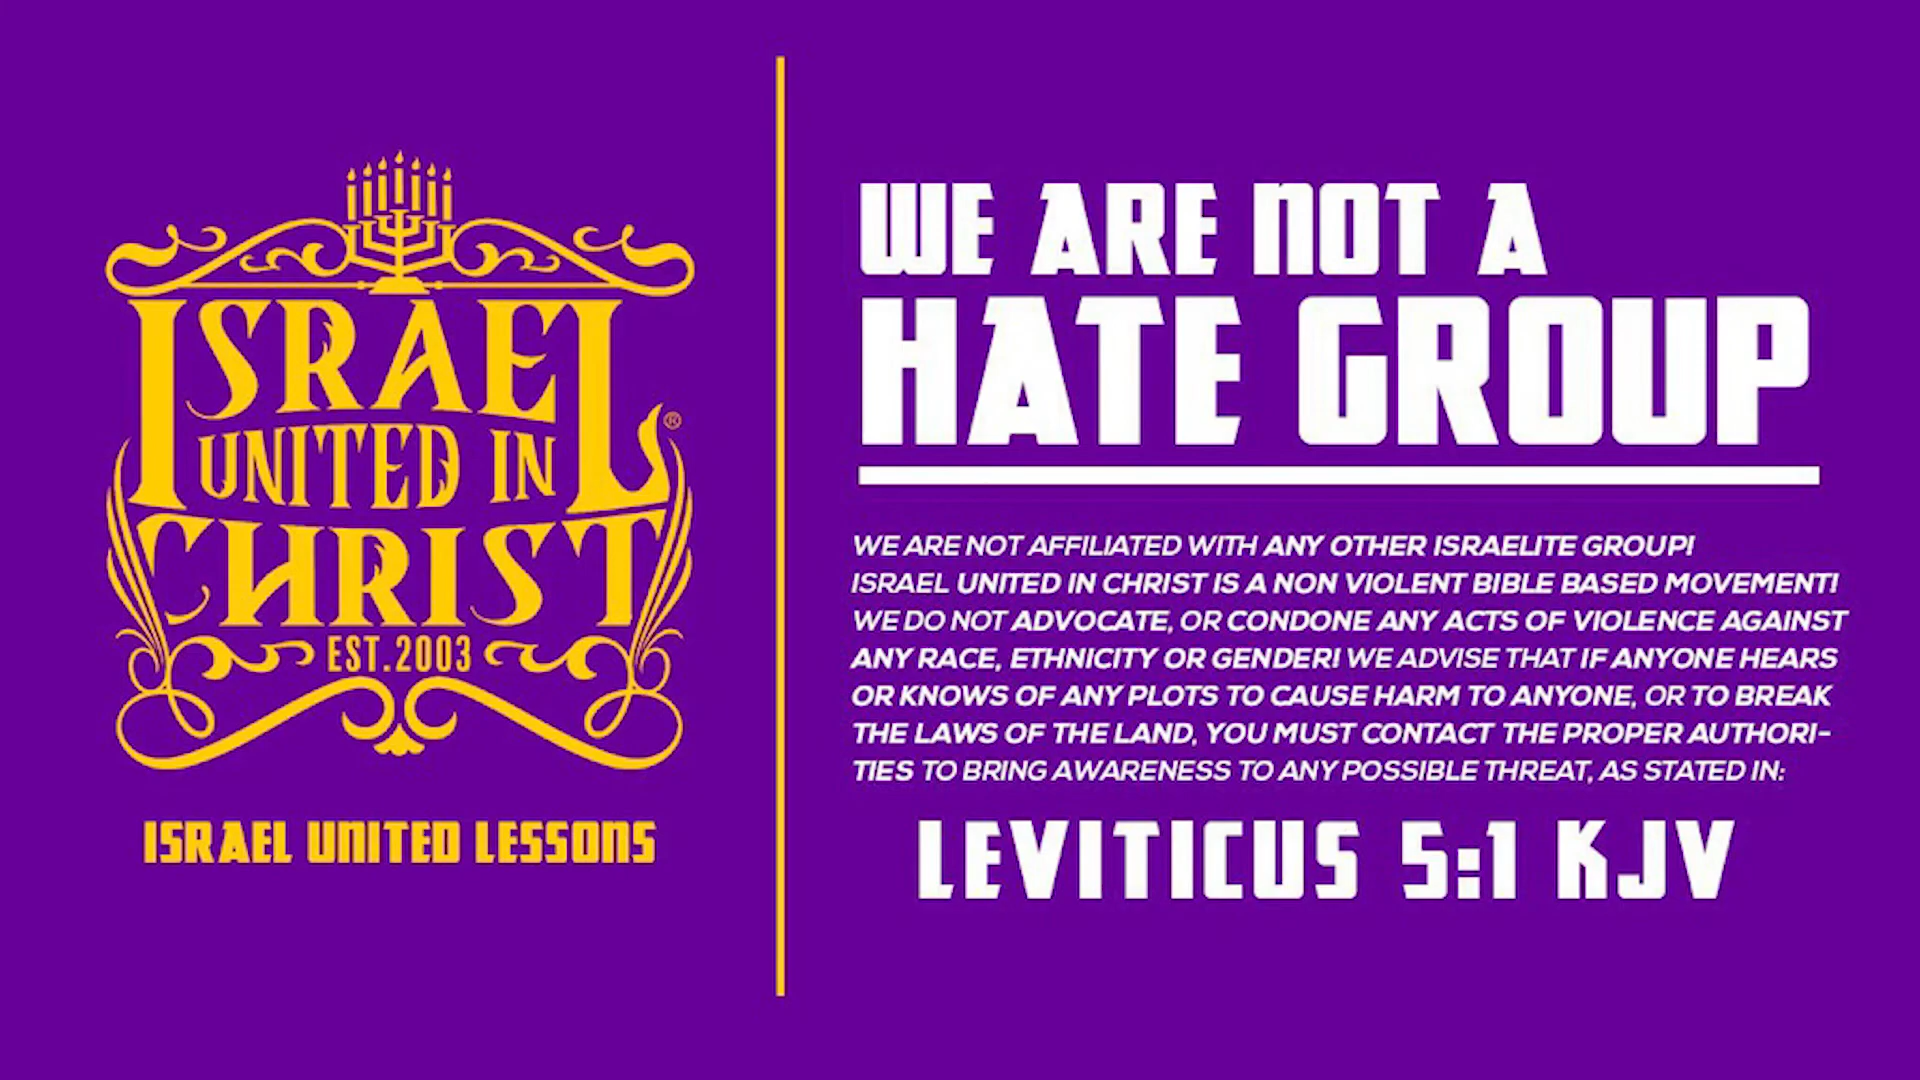 ISRAEL
UNITED IN
CHRIST
®
EST.2003
ISRAEL UNITED LESSONS
WE ARE NOT A
HATE GROUP
WE ARE NOT AFFILIATED WITH ANY OTHER ISRAELITE GROUP!
ISRAEL UNITED IN CHRIST IS A NON VIOLENT BIBLE BASED MOVEMENT!
WE DO NOT ADVOCATE, OR CONDONE ANY ACTS OF VIOLENCE AGAINST
ANY RACE, ETHNICITY OR GENDER! WE ADVISE THAT IF ANYONE HEARS
OR KNOWS OF ANY PLOTS TO CAUSE HARM TO ANYONE, OR TO BREAK
THE LAWS OF THE LAND, YOU MUST CONTACT THE PROPER AUTHORI-
TIES TO BRING AWARENESS TO ANY POSSIBLE THREAT, AS STATED IN:
LEVITICUS 5:1 KJV